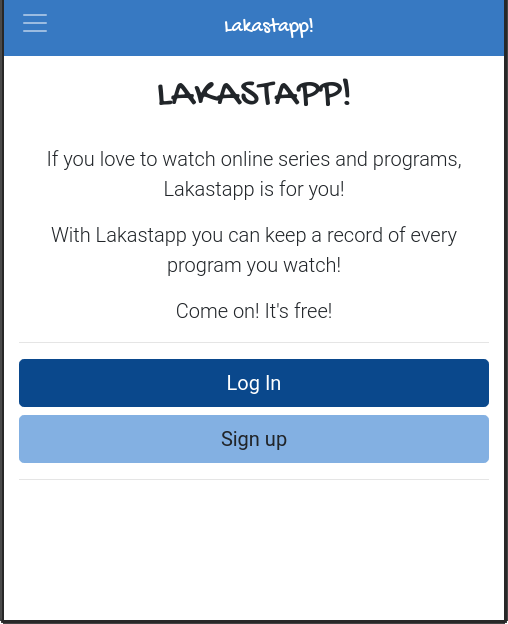 Lakastapp!
LAKASTAPP!
If you love to watch online series and programs,
Lakastapp is for you!
With Lakastapp you can keep a record of every
program you watch!
Come on! It's free!
Log In
Sign up